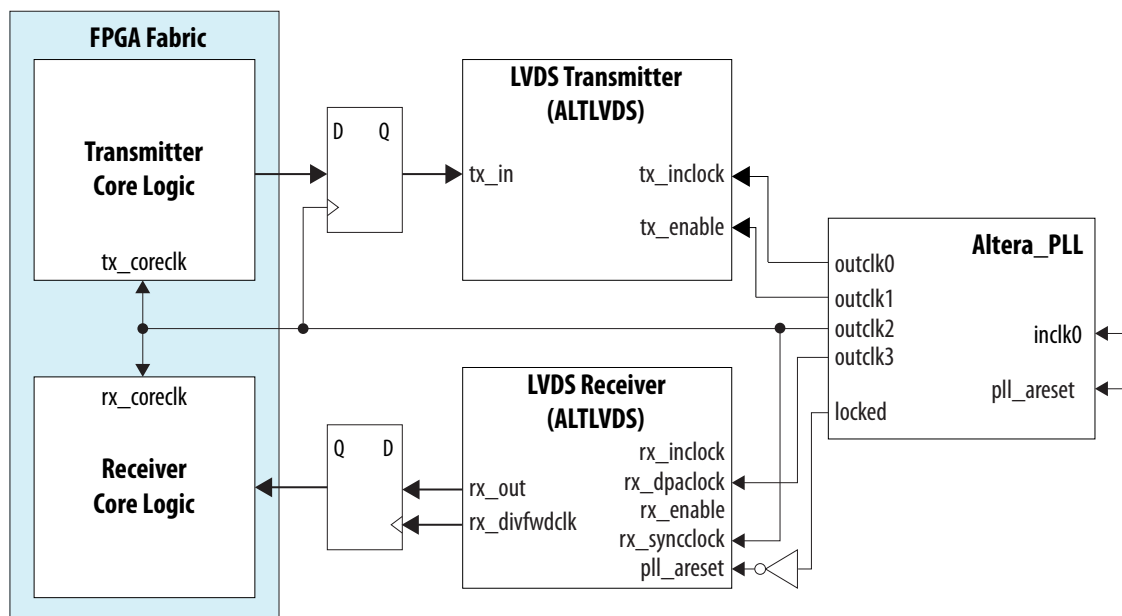 FPGA Fabric
Transmitter
Core Logic
tx_coreclk
D Q
LVDS Transmitter
(ALTLVDS)
tx_in
tx_inclock
tx_enable
Altera_PLL
outclk0
outclk1
outclk2
outclk3
locked
inclk0
pll_areset
rx_coreclk
Receiver
Core Logic
Q D
LVDS Receiver
(ALTLVDS)
rx_inclock
rx_dpaclock
rx_enable
rx_syncclock
pll_areset
rx_out
rx_divfwdclk